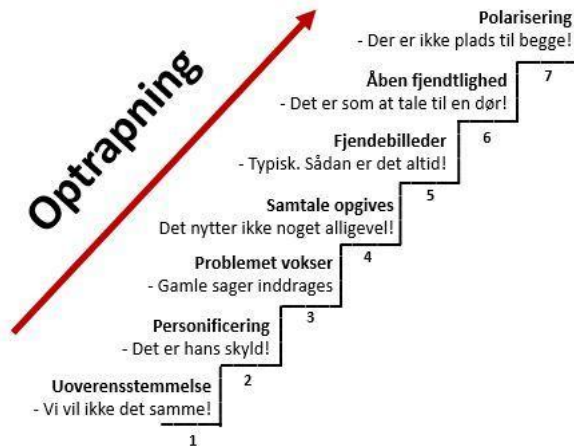 Optrapning
Polarisering
- Der er ikke plads til begge!
7
Åben fjendtlighed
- Det er som at tale til en dør!
6
Fjendebilleder
- Typisk. Sådan er det altid!
5
Samtale opgives
Det nytter ikke noget alligevel!
4
Problemet vokser
- Gamle sager inddrages
3
Personificering
- Det er hans skyld!
2
Uoverensstemmelse
- Vi vil ikke det samme!
1